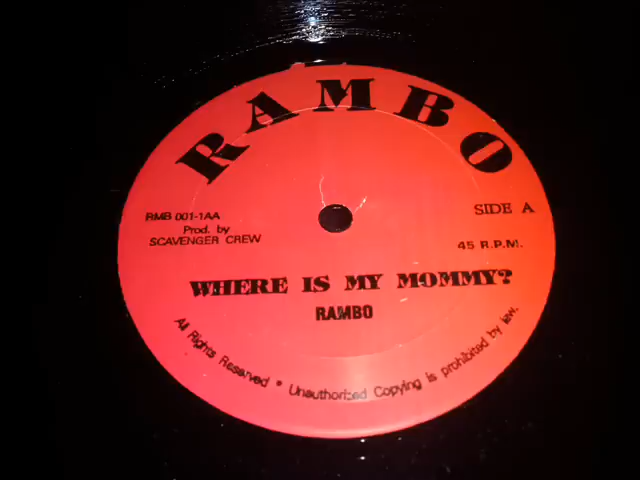 RAMBO
RMB 001-1AA
Prod. by
SCAVENGER CREW
SIDE A
45 R.P.M.
WHERE IS MY MOMMY?
RAMBO
All Rights Reserved • Unauthorized Copying is prohibited by law.